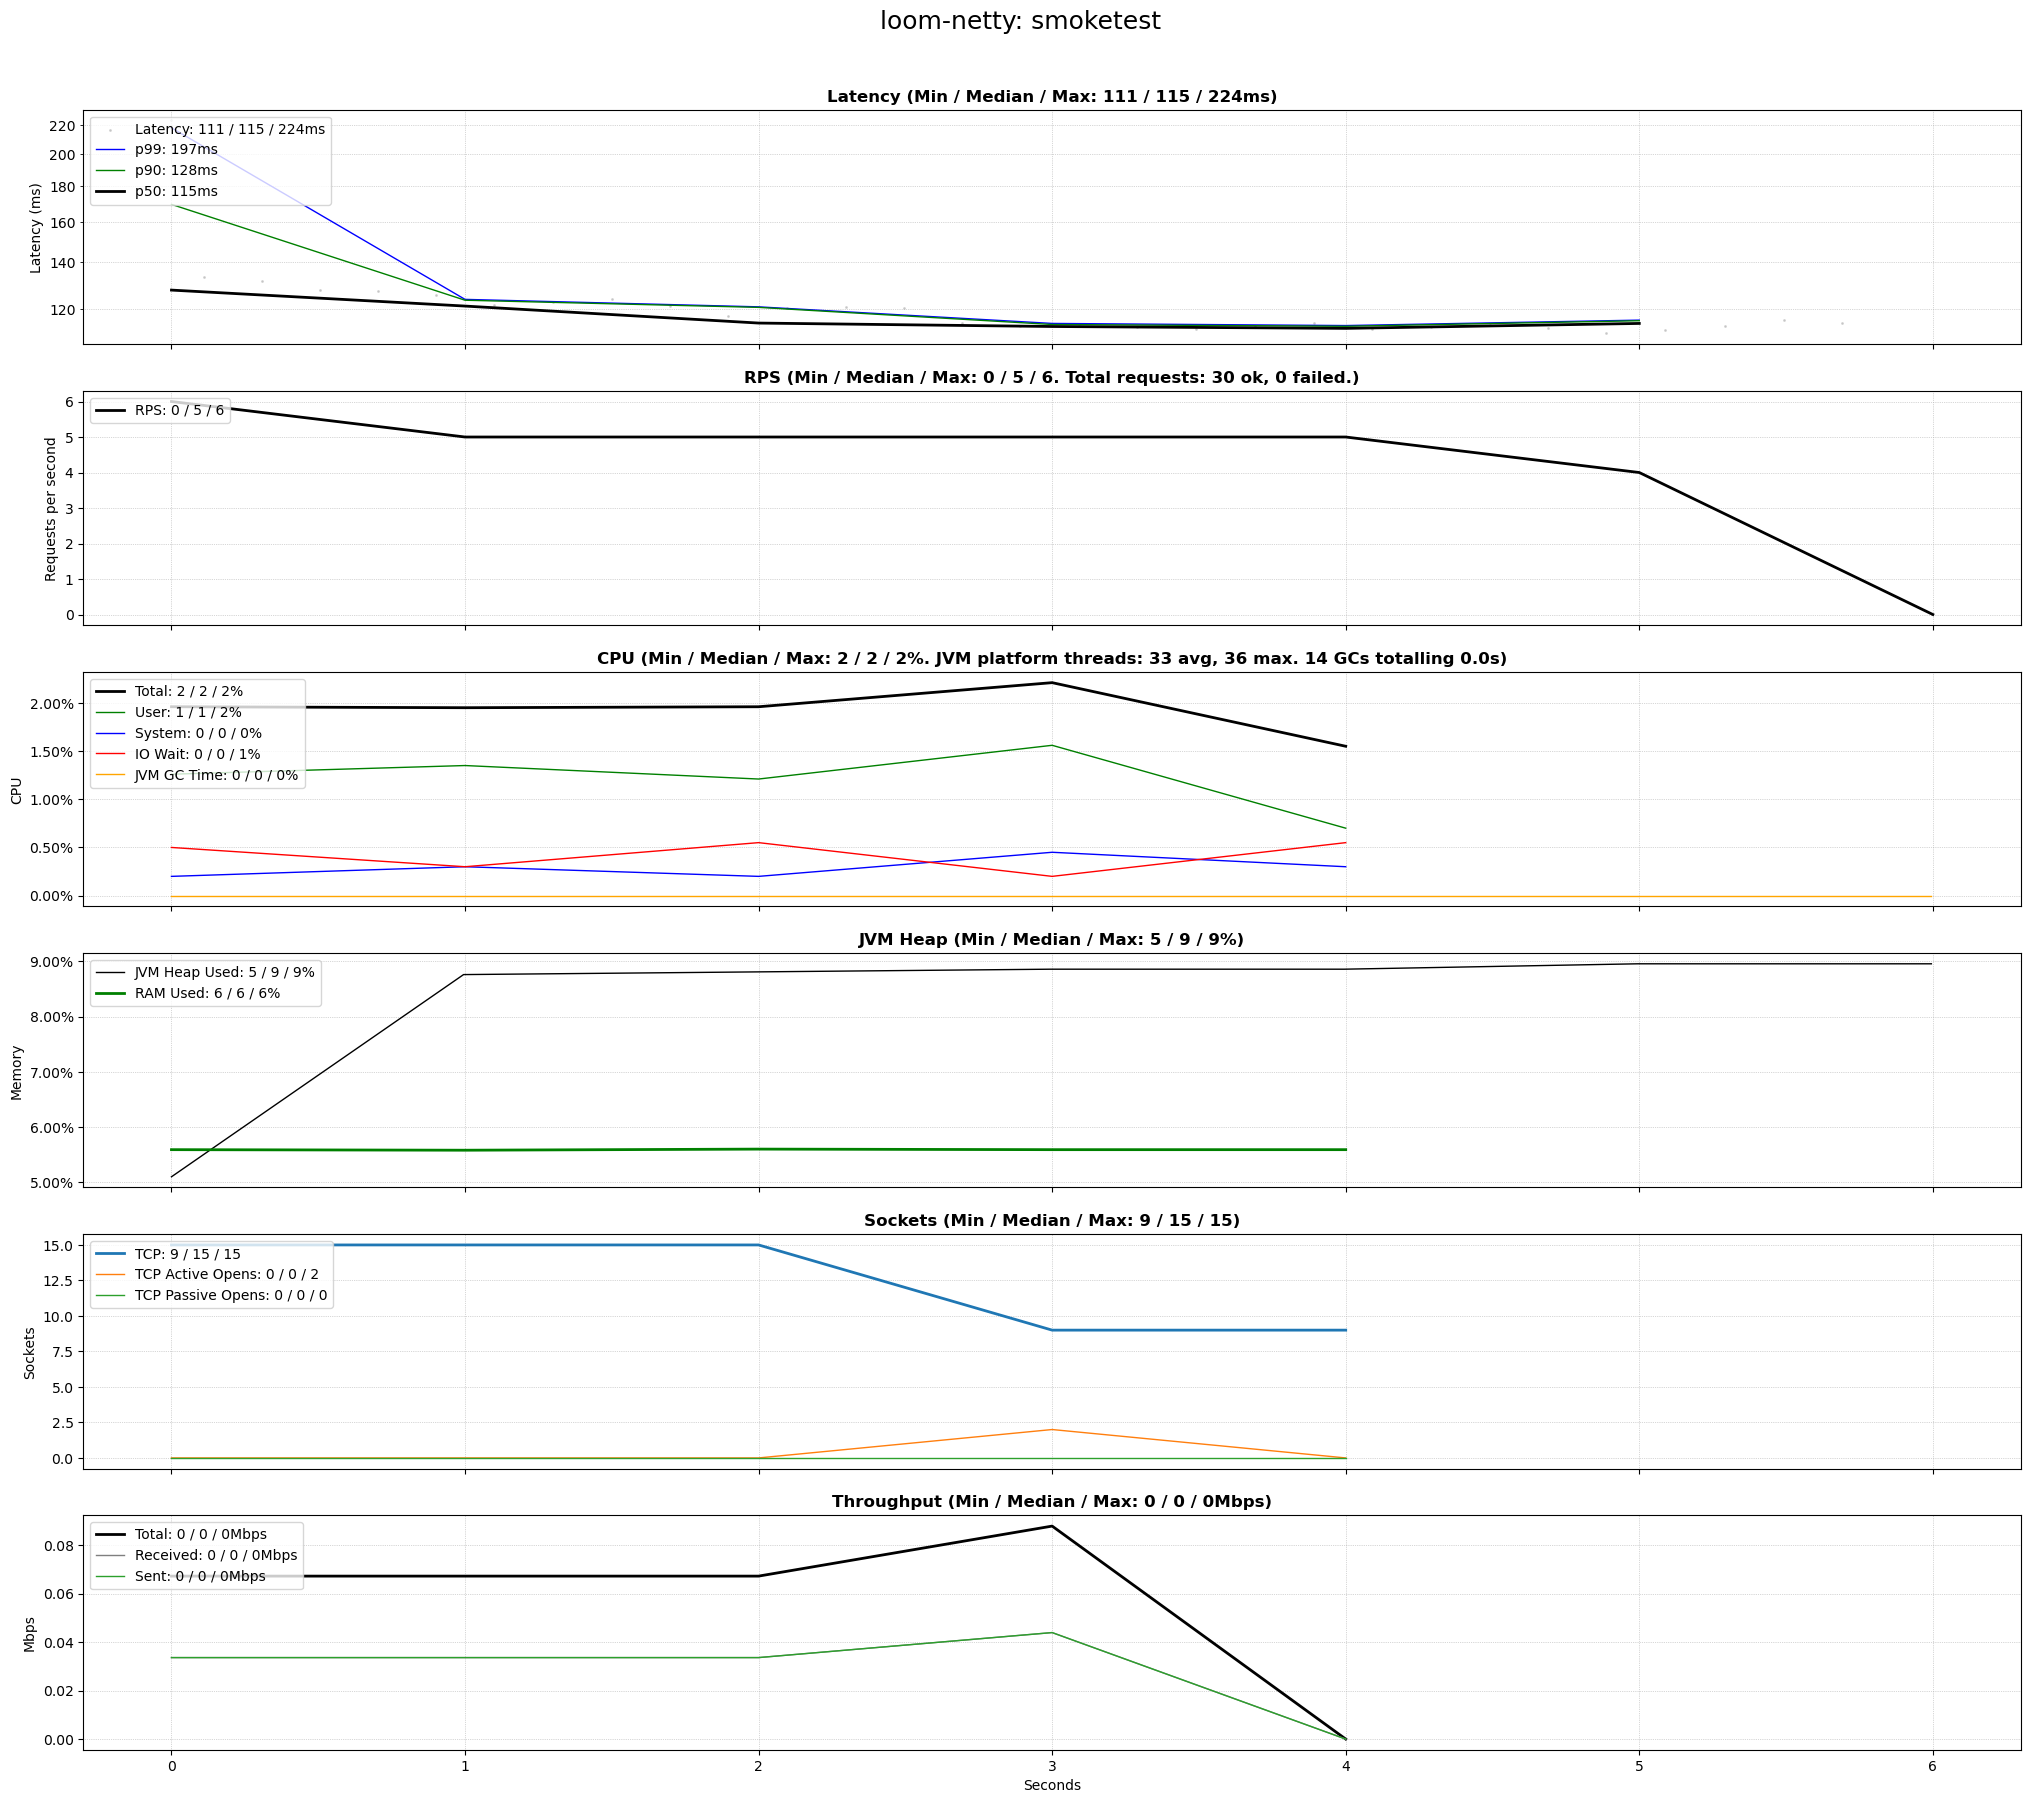 loom-netty: smoketest
Latency (Min / Median / Max: 111 / 115 / 224ms)
Latency: 111 / 115 / 224ms
p99: 197ms
p90: 128ms
p50: 115ms
220
200
180
160
140
120
Latency (ms)
RPS (Min / Median / Max: 0 / 5 / 6. Total requests: 30 ok, 0 failed.)
RPS: 0 / 5 / 6
6
5
4
3
2
1
0
Requests per second
CPU (Min / Median / Max: 2 / 2 / 2%. JVM platform threads: 33 avg, 36 max. 14 GCs totalling 0.0s)
Total: 2 / 2 / 2%
User: 1 / 1 / 2%
System: 0 / 0 / 0%
IO Wait: 0 / 0 / 1%
JVM GC Time: 0 / 0 / 0%
2.00%
1.50%
1.00%
0.50%
0.00%
CPU
JVM Heap (Min / Median / Max: 5 / 9 / 9%)
JVM Heap Used: 5 / 9 / 9%
RAM Used: 6 / 6 / 6%
9.00%
8.00%
7.00%
6.00%
5.00%
Memory
Sockets (Min / Median / Max: 9 / 15 / 15)
TCP: 9 / 15 / 15
TCP Active Opens: 0 / 0 / 2
TCP Passive Opens: 0 / 0 / 0
15.0
12.5
10.0
7.5
5.0
2.5
0.0
Sockets
Throughput (Min / Median / Max: 0 / 0 / 0Mbps)
Total: 0 / 0 / 0Mbps
Received: 0 / 0 / 0Mbps
Sent: 0 / 0 / 0Mbps
0.08
0.06
0.04
0.02
0.00
Mbps
0 1 2 3 4 5 6
Seconds